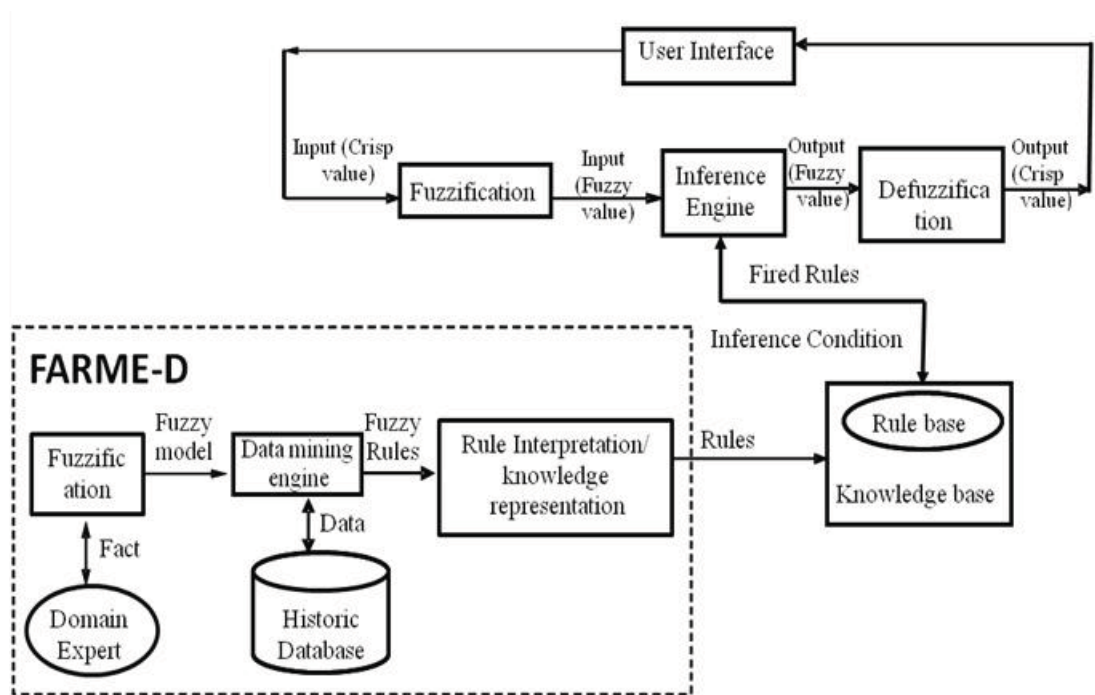 User Interface
Input (Crisp
value)
Fuzzification
Input
(Fuzzy
value)
Inference
Engine
Output
(Fuzzy
value)
Defuzzifica
tion
Output
(Crisp
value)
Fired Rules
Inference Condition
FARME-D
Fuzzific
ation
Fuzzy
model
Data mining
engine
Fuzzy
Rules
Rule Interpretation/
knowledge
representation
Rules
Rule base
Knowledge base
Fact
Data
Domain
Expert
Historic
Database